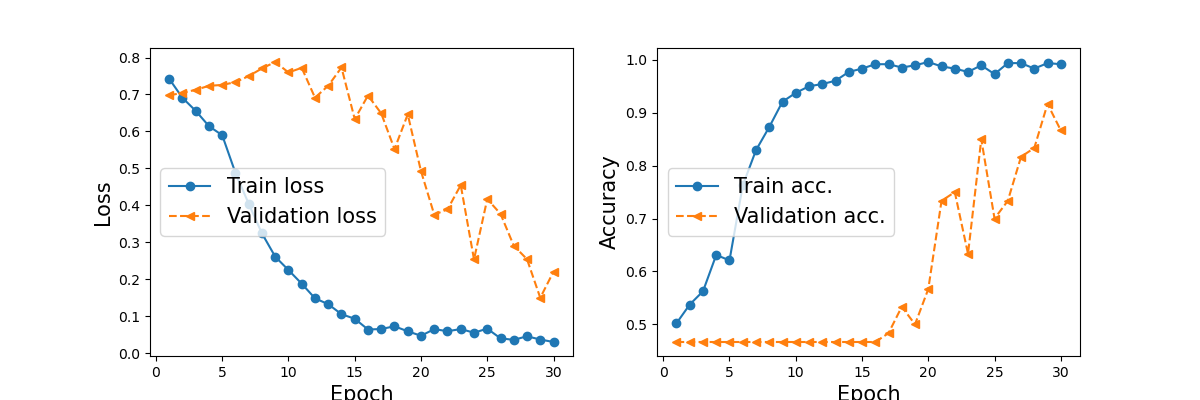 0.8
0.7
0.6
0.5
0.4
0.3
0.2
0.1
0.0
Loss
Train loss
Validation loss
0 5 10 15 20 25 30
Epoch
1.0
0.9
0.8
0.7
0.6
0.5
Accuracy
Train acc.
Validation acc.
0 5 10 15 20 25 30
Epoch